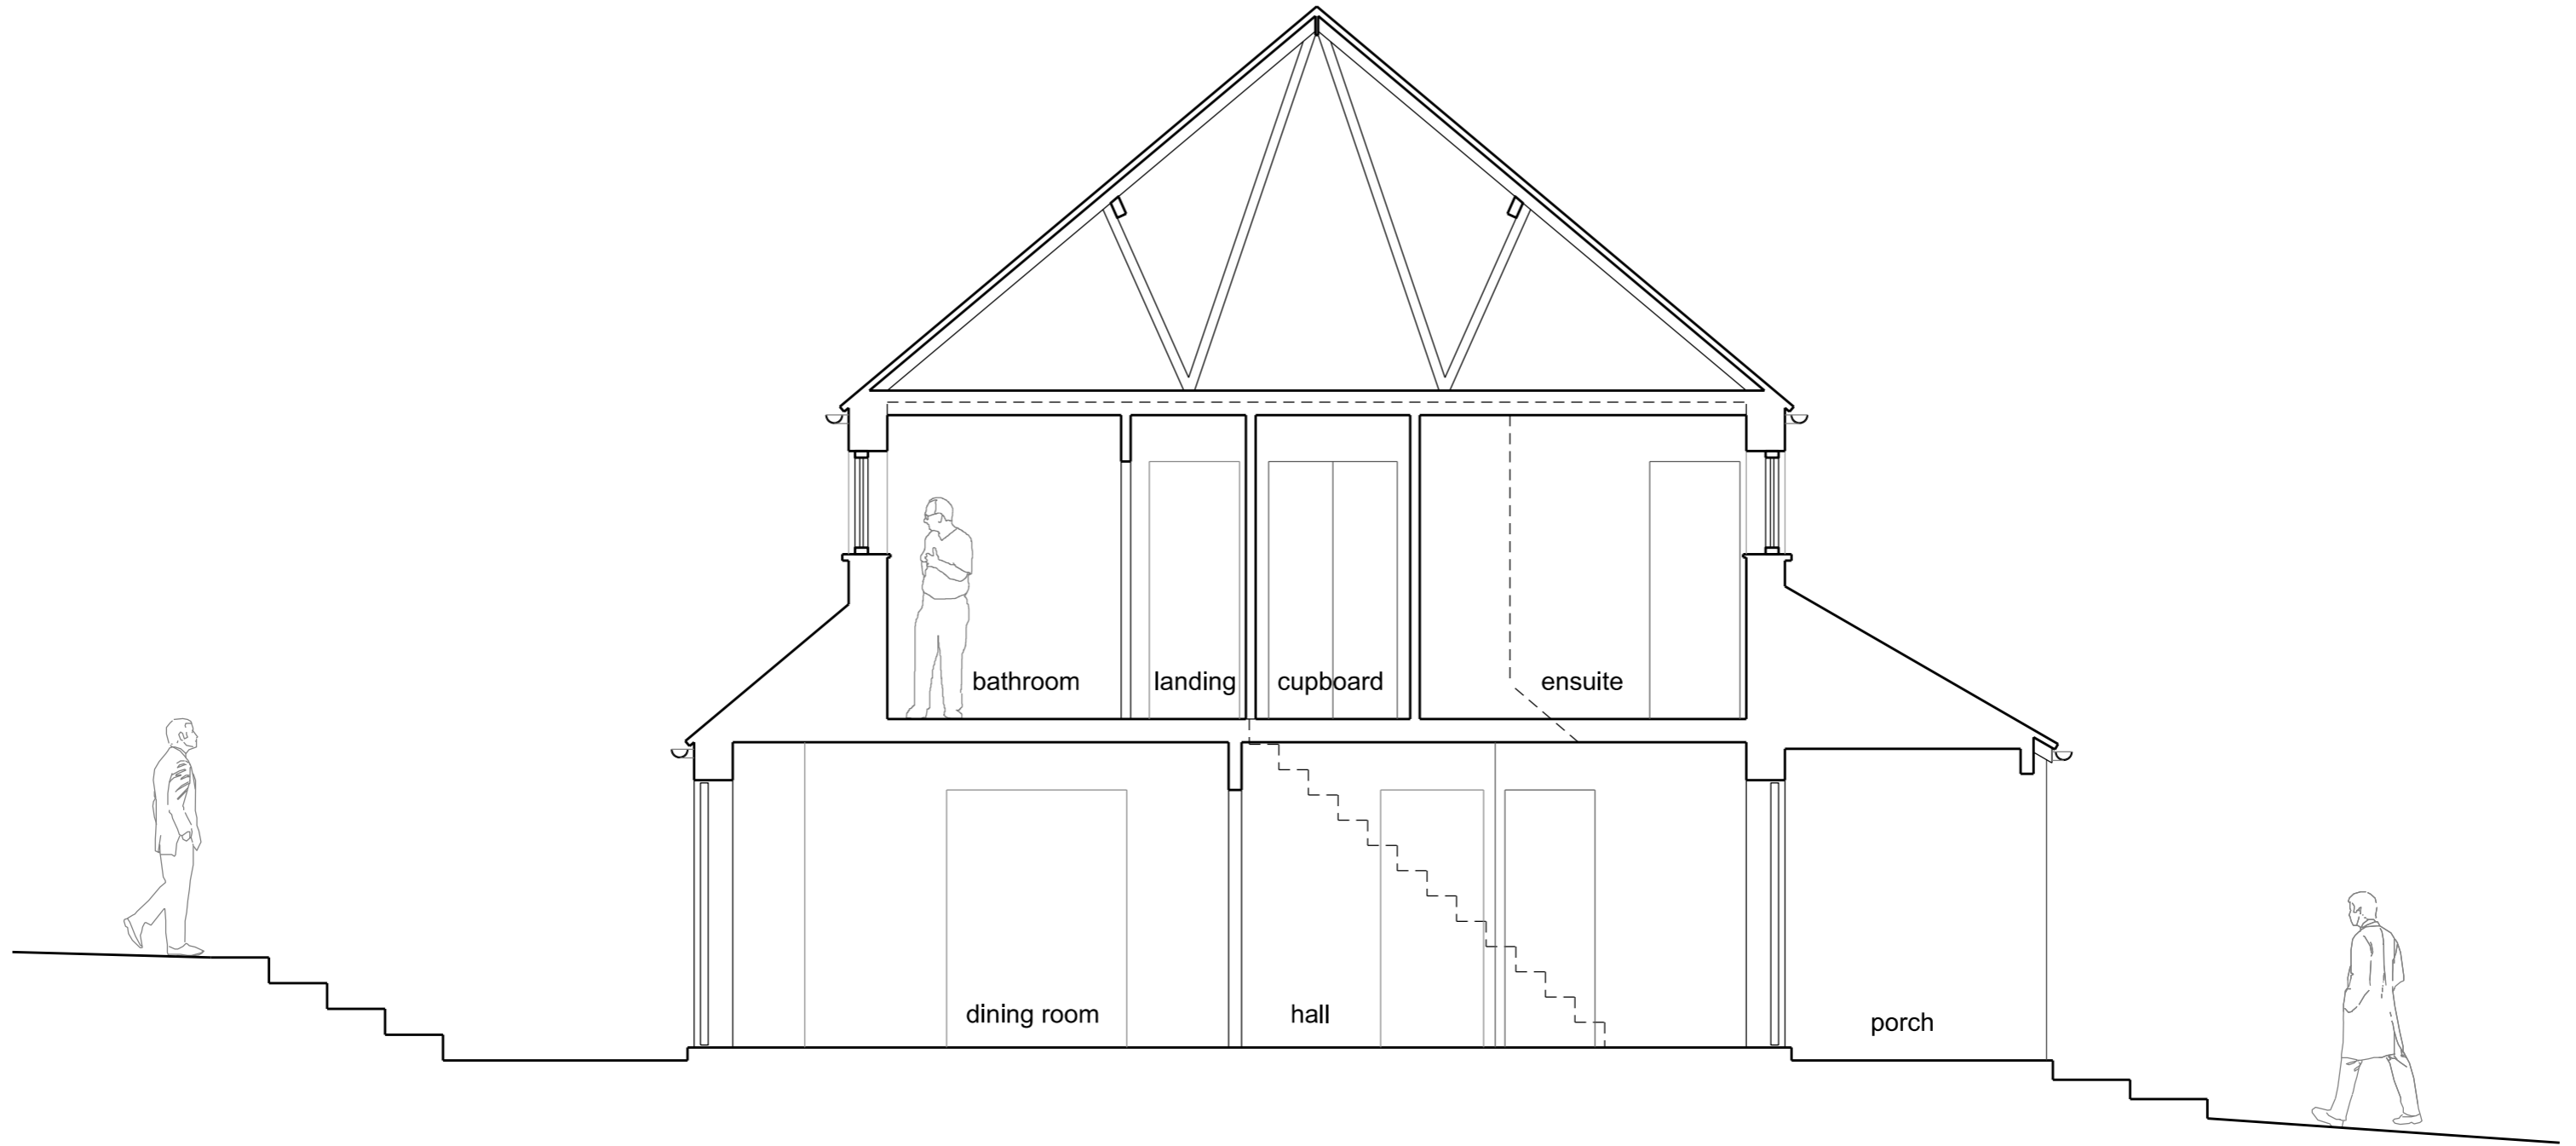 bathroom
landing
cupboard
ensuite
dining room
hall
porch